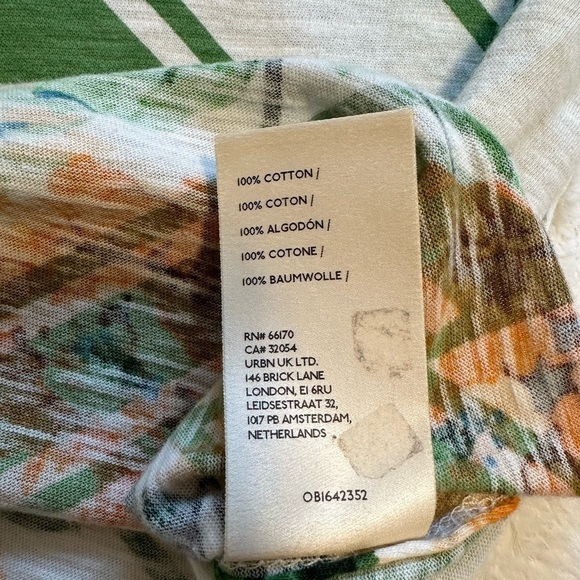 100% COTTON /
100% COTON /
100% ALGODÓN /
100% COTONE /
100% BAUMWOLLE /
RN# 66170
CA# 32054
URBN UK LTD.
146 BRICK LANE
LONDON, E1 6RU
LEIDSESTRAAT 32,
1017 PB AMSTERDAM,
NETHERLANDS
OB1642352